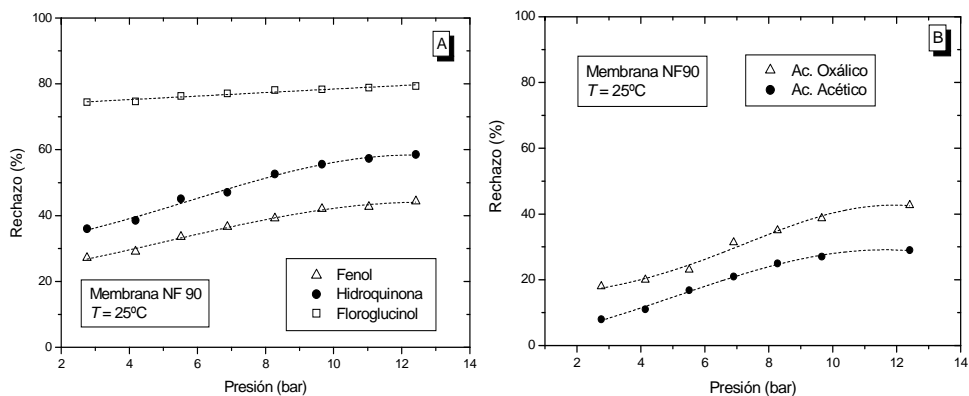 A
100
80
60
40
20
0
Rechazo (%)
Membrana NF 90
T = 25ºC
Fenol
Hidroquinona
Floroglucinol
2 4 6 8 10 12 14
Presión (bar)
B
100
80
60
40
20
0
Rechazo (%)
Membrana NF90
T = 25ºC
Ac. Oxálico
Ac. Acético
2 4 6 8 10 12 14
Presión (bar)